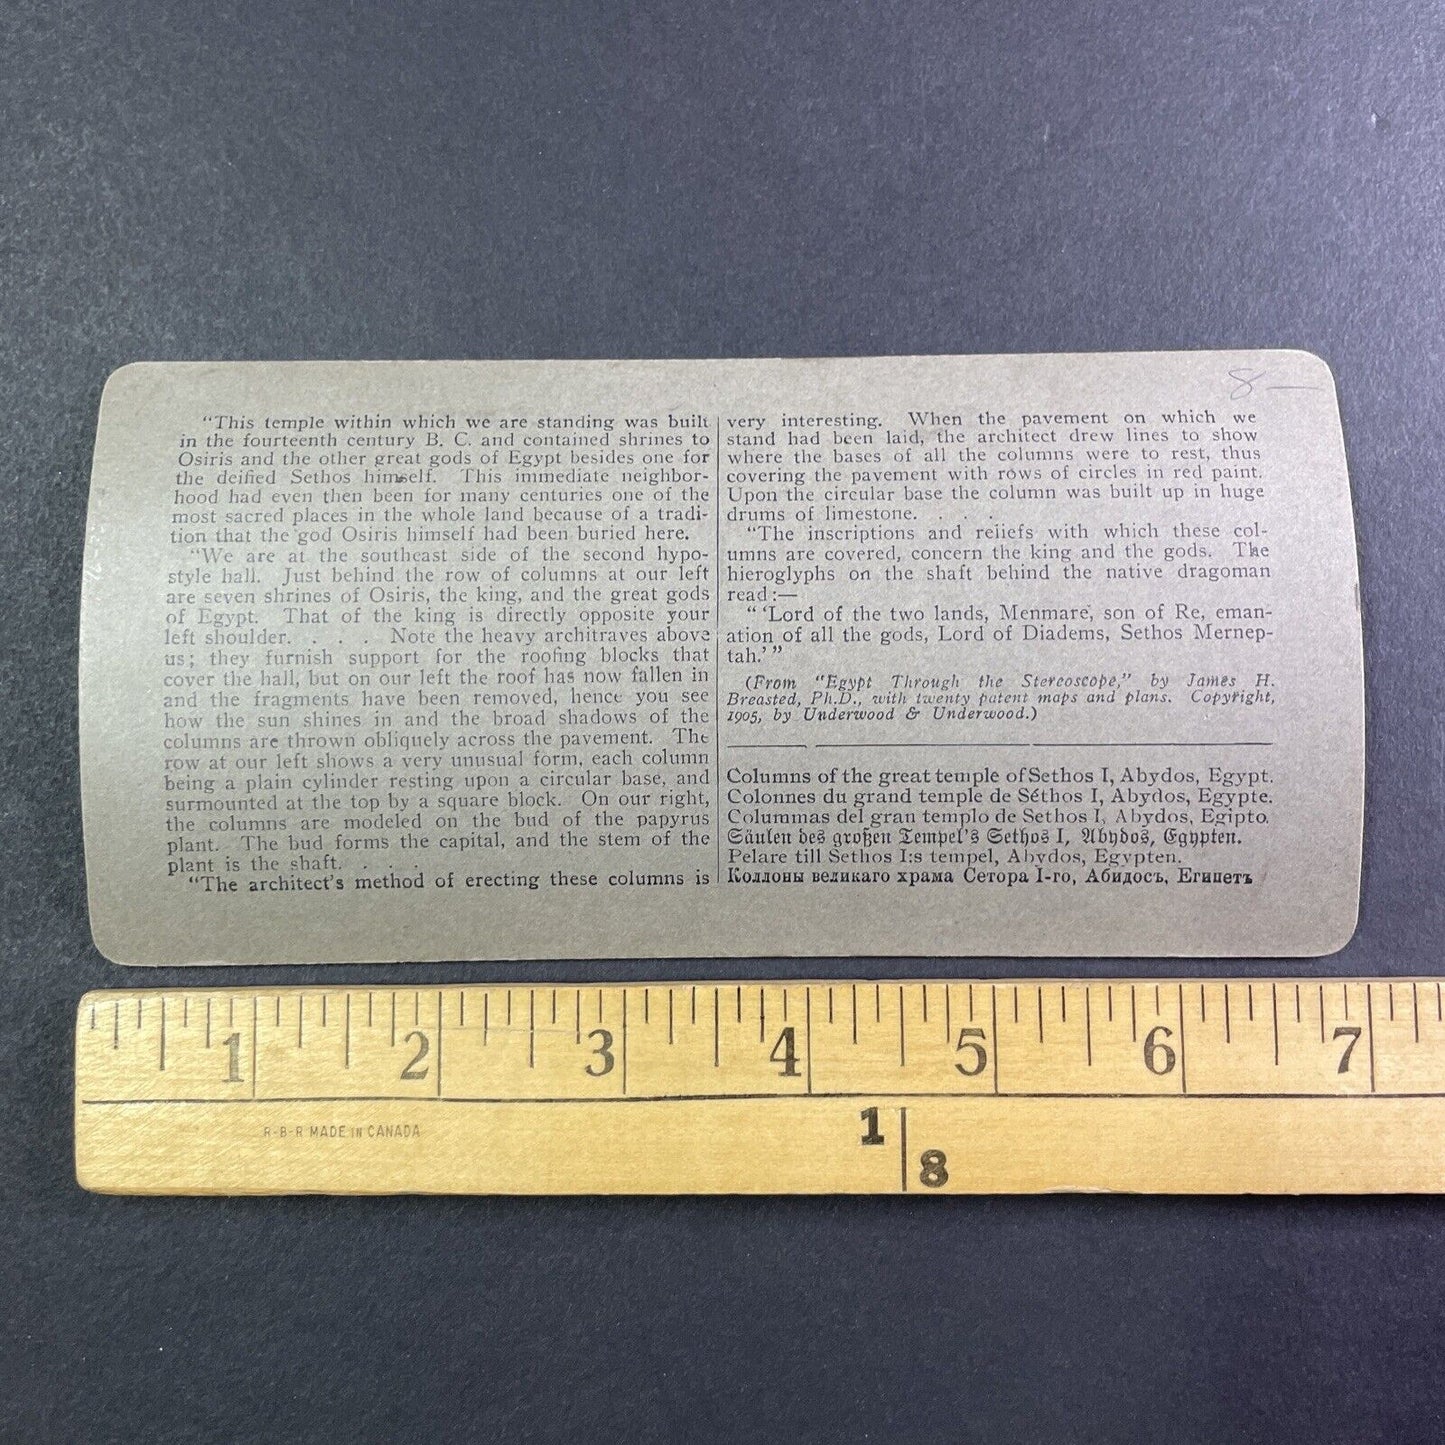 8 —
"This temple within which we are standing was built
in the fourteenth century B. C. and contained shrines to
Osiris and the other great gods of Egypt besides one for
the deified Sethos himself. This immediate neighbor-
hood had even then been for many centuries one of the
most sacred places in the whole land because of a tradi-
tion that the god Osiris himself had been buried here.
"We are at the southeast side of the second hypo-
style hall. Just behind the row of columns at our left
are seven shrines of Osiris, the king, and the great gods
of Egypt. That of the king is directly opposite your
left shoulder. . . . Note the heavy architraves above
us; they furnish support for the roofing blocks that
cover the hall, but on our left the roof has now fallen in
and the fragments have been removed, hence you see
how the sun shines in and the broad shadows of the
columns are thrown obliquely across the pavement. The
row at our left shows a very unusual form, each column
being a plain cylinder resting upon a circular base, and
surmounted at the top by a square block. On our right,
the columns are modeled on the bud of the papyrus
plant. The bud forms the capital, and the stem of the
plant is the shaft. . . .
"The architect's method of erecting these columns is
very interesting. When the pavement on which we
stand had been laid, the architect drew lines to show
where the bases of all the columns were to rest, thus
covering the pavement with rows of circles in red paint.
Upon the circular base the column was built up in huge
drums of limestone. . . .
"The inscriptions and reliefs with which these col-
umns are covered, concern the king and the gods. The
hieroglyphs on the shaft behind the native dragoman
read:—
" 'Lord of the two lands, Menmare, son of Re, eman-
ation of all the gods, Lord of Diadems, Sethos Mernep-
tah.' "
(From "Egypt Through the Stereoscope," by James H.
Breasted, Ph.D., with twenty patent maps and plans. Copyright,
1905, by Underwood & Underwood.)
Columns of the great temple of Sethos I, Abydos, Egypt.
Colonnes du grand temple de Séthos I, Abydos, Egypte.
Columnas del gran templo de Sethos I, Abydos, Egipto.
Säulen des großen Tempel's Sethos I, Abydos, Egypten.
Pelare till Sethos I:s tempel, Abydos, Egypten.
Коллоны великаго храма Сетора I-го, Абидосъ, Египетъ
1 2 3 4 5 6 7
R-B-R MADE IN CANADA
1
8